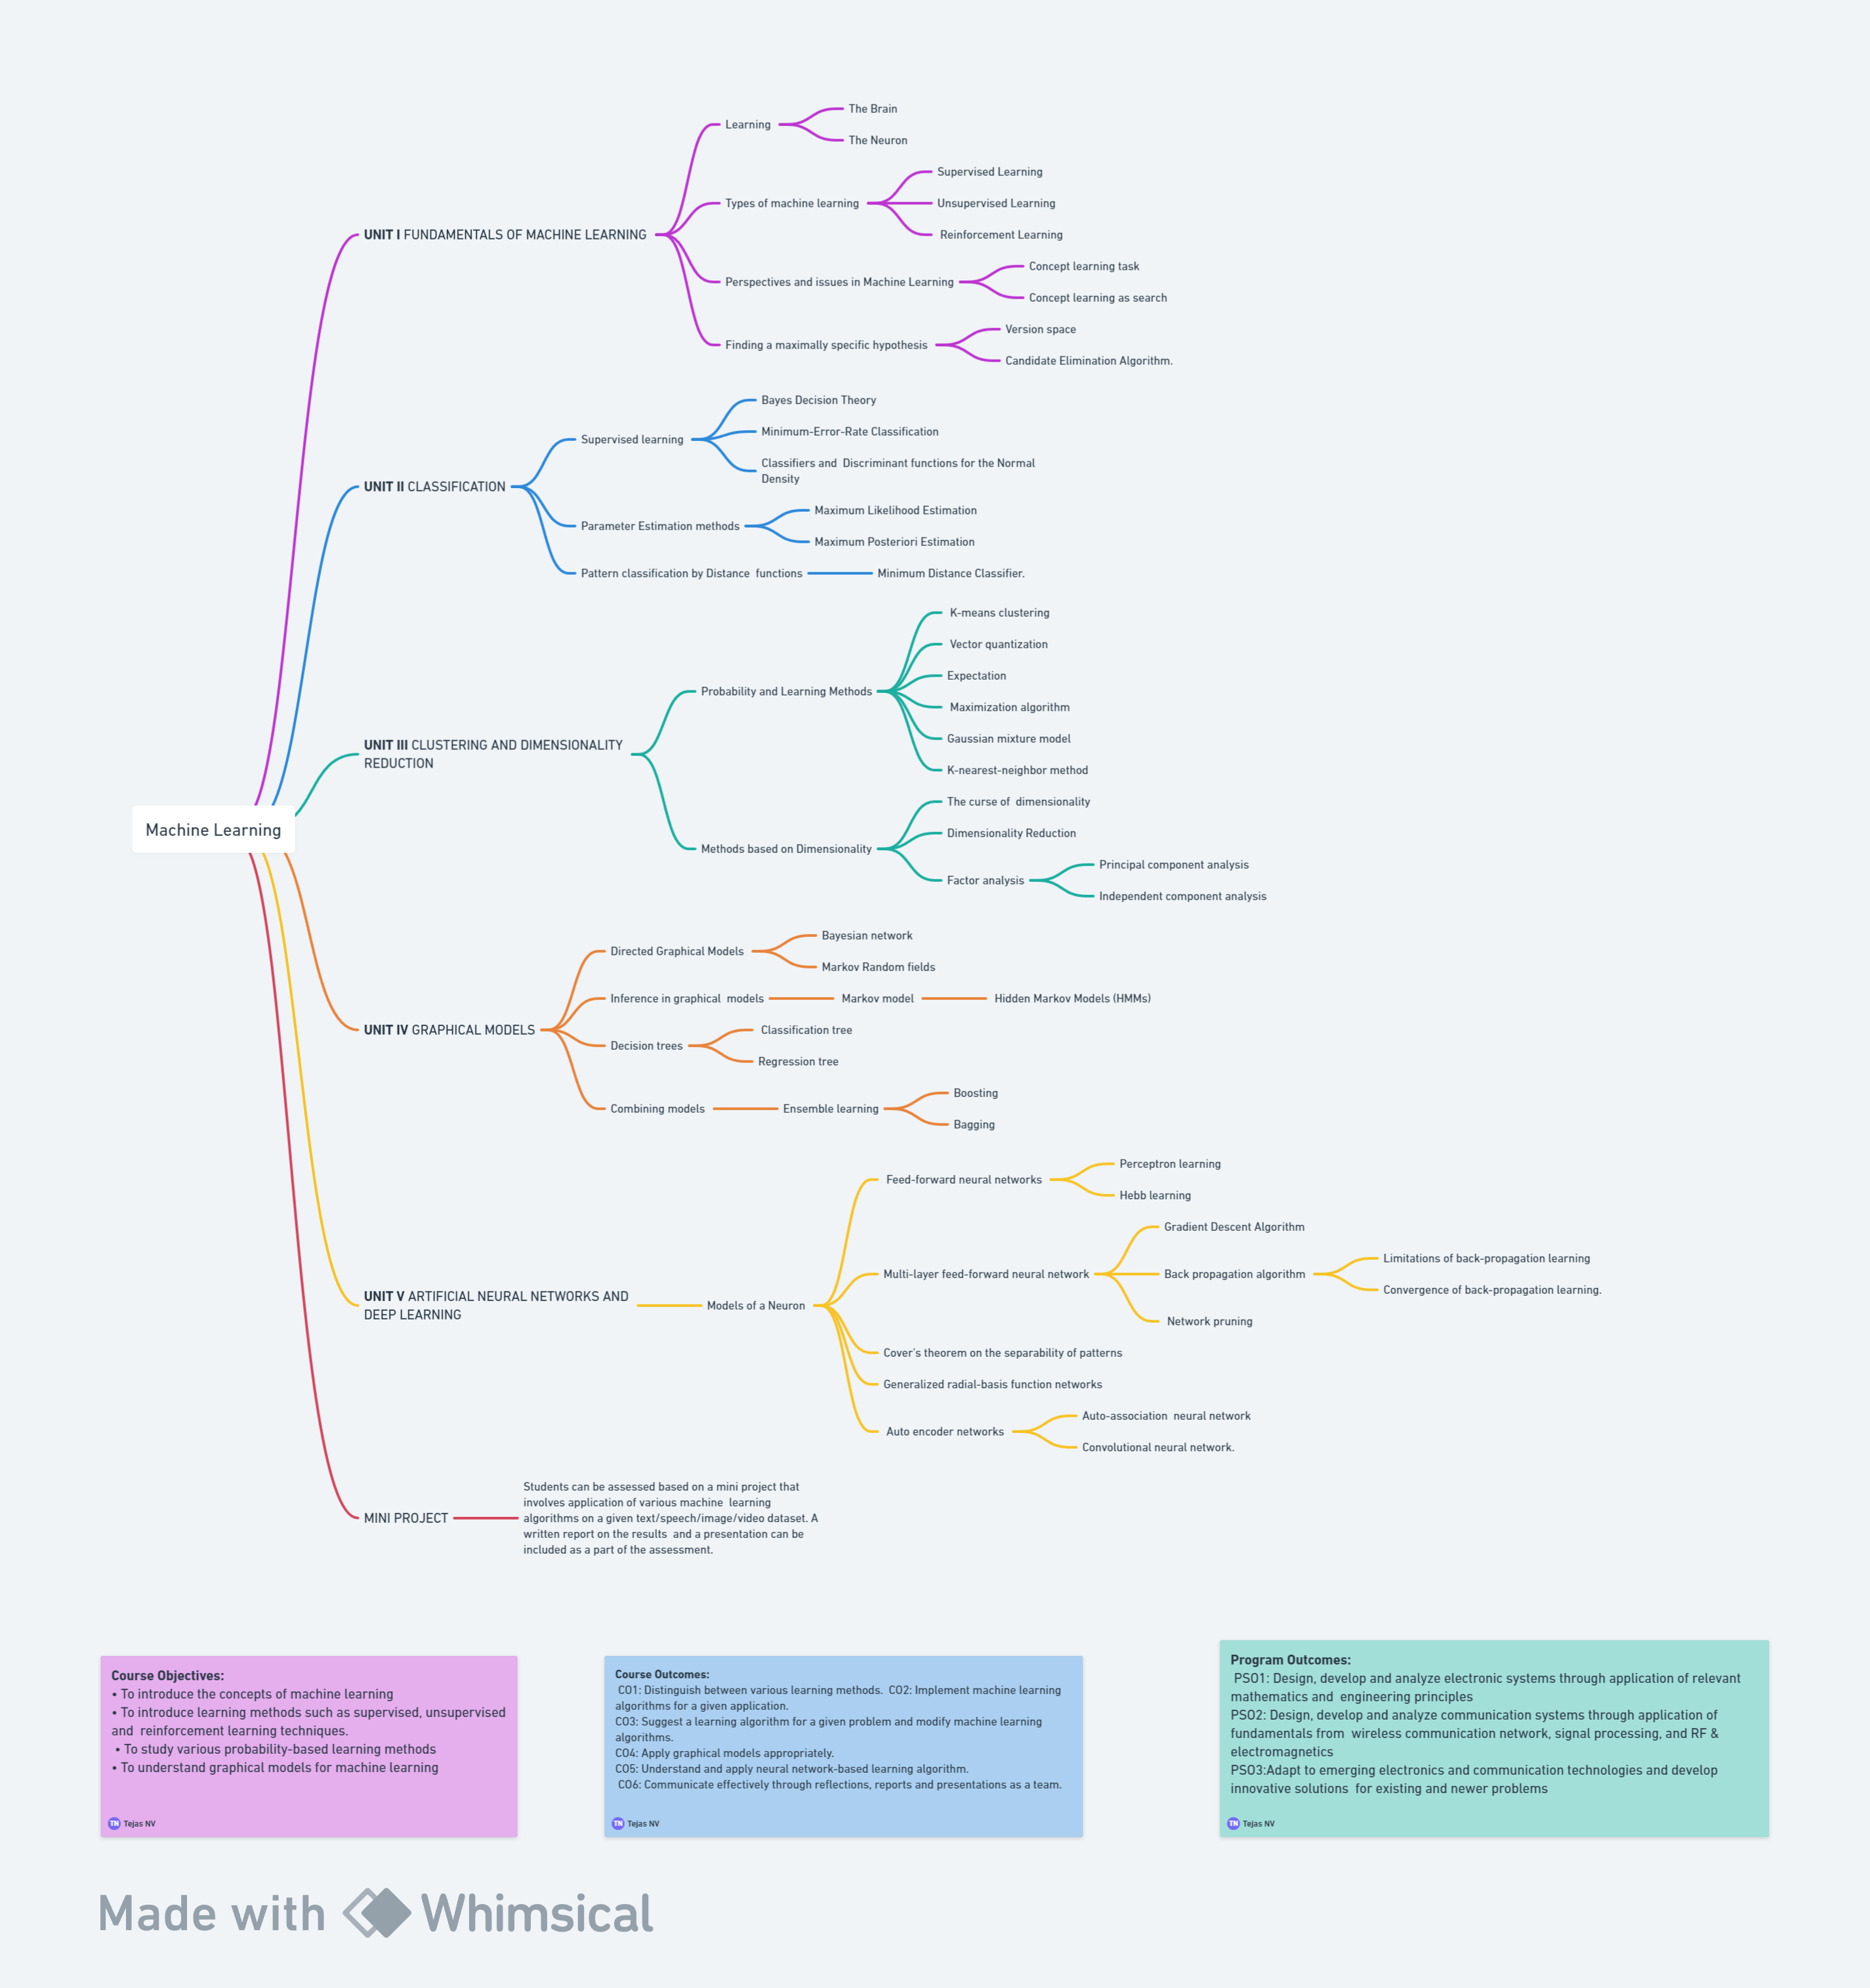 Machine Learning
UNIT I FUNDAMENTALS OF MACHINE LEARNING
Learning
The Brain
The Neuron
Types of machine learning
Supervised Learning
Unsupervised Learning
Reinforcement Learning
Perspectives and issues in Machine Learning
Concept learning task
Concept learning as search
Finding a maximally specific hypothesis
Version space
Candidate Elimination Algorithm.
UNIT II CLASSIFICATION
Supervised learning
Bayes Decision Theory
Minimum-Error-Rate Classification
Classifiers and Discriminant functions for the Normal
Density
Parameter Estimation methods
Maximum Likelihood Estimation
Maximum Posteriori Estimation
Pattern classification by Distance functions
Minimum Distance Classifier.
UNIT III CLUSTERING AND DIMENSIONALITY
REDUCTION
Probability and Learning Methods
K-means clustering
Vector quantization
Expectation
Maximization algorithm
Gaussian mixture model
K-nearest-neighbor method
Methods based on Dimensionality
The curse of dimensionality
Dimensionality Reduction
Factor analysis
Principal component analysis
Independent component analysis
UNIT IV GRAPHICAL MODELS
Directed Graphical Models
Bayesian network
Markov Random fields
Inference in graphical models
Markov model
Hidden Markov Models (HMMs)
Decision trees
Classification tree
Regression tree
Combining models
Ensemble learning
Boosting
Bagging
UNIT V ARTIFICIAL NEURAL NETWORKS AND
DEEP LEARNING
Models of a Neuron
Feed-forward neural networks
Perceptron learning
Hebb learning
Multi-layer feed-forward neural network
Gradient Descent Algorithm
Back propagation algorithm
Limitations of back-propagation learning
Convergence of back-propagation learning.
Network pruning
Cover's theorem on the separability of patterns
Generalized radial-basis function networks
Auto encoder networks
Auto-association neural network
Convolutional neural network.
MINI PROJECT
Students can be assessed based on a mini project that
involves application of various machine learning
algorithms on a given text/speech/image/video dataset. A
written report on the results and a presentation can be
included as a part of the assessment.
Course Objectives:
• To introduce the concepts of machine learning
• To introduce learning methods such as supervised, unsupervised
and reinforcement learning techniques.
• To study various probability-based learning methods
• To understand graphical models for machine learning
TN Tejas NV
Course Outcomes:
CO1: Distinguish between various learning methods. CO2: Implement machine learning
algorithms for a given application.
CO3: Suggest a learning algorithm for a given problem and modify machine learning
algorithms.
CO4: Apply graphical models appropriately.
CO5: Understand and apply neural network-based learning algorithm.
CO6: Communicate effectively through reflections, reports and presentations as a team.
TN Tejas NV
Program Outcomes:
PSO1: Design, develop and analyze electronic systems through application of relevant
mathematics and engineering principles
PSO2: Design, develop and analyze communication systems through application of
fundamentals from wireless communication network, signal processing, and RF &
electromagnetics
PSO3:Adapt to emerging electronics and communication technologies and develop
innovative solutions for existing and newer problems
TN Tejas NV
Made with Whimsical